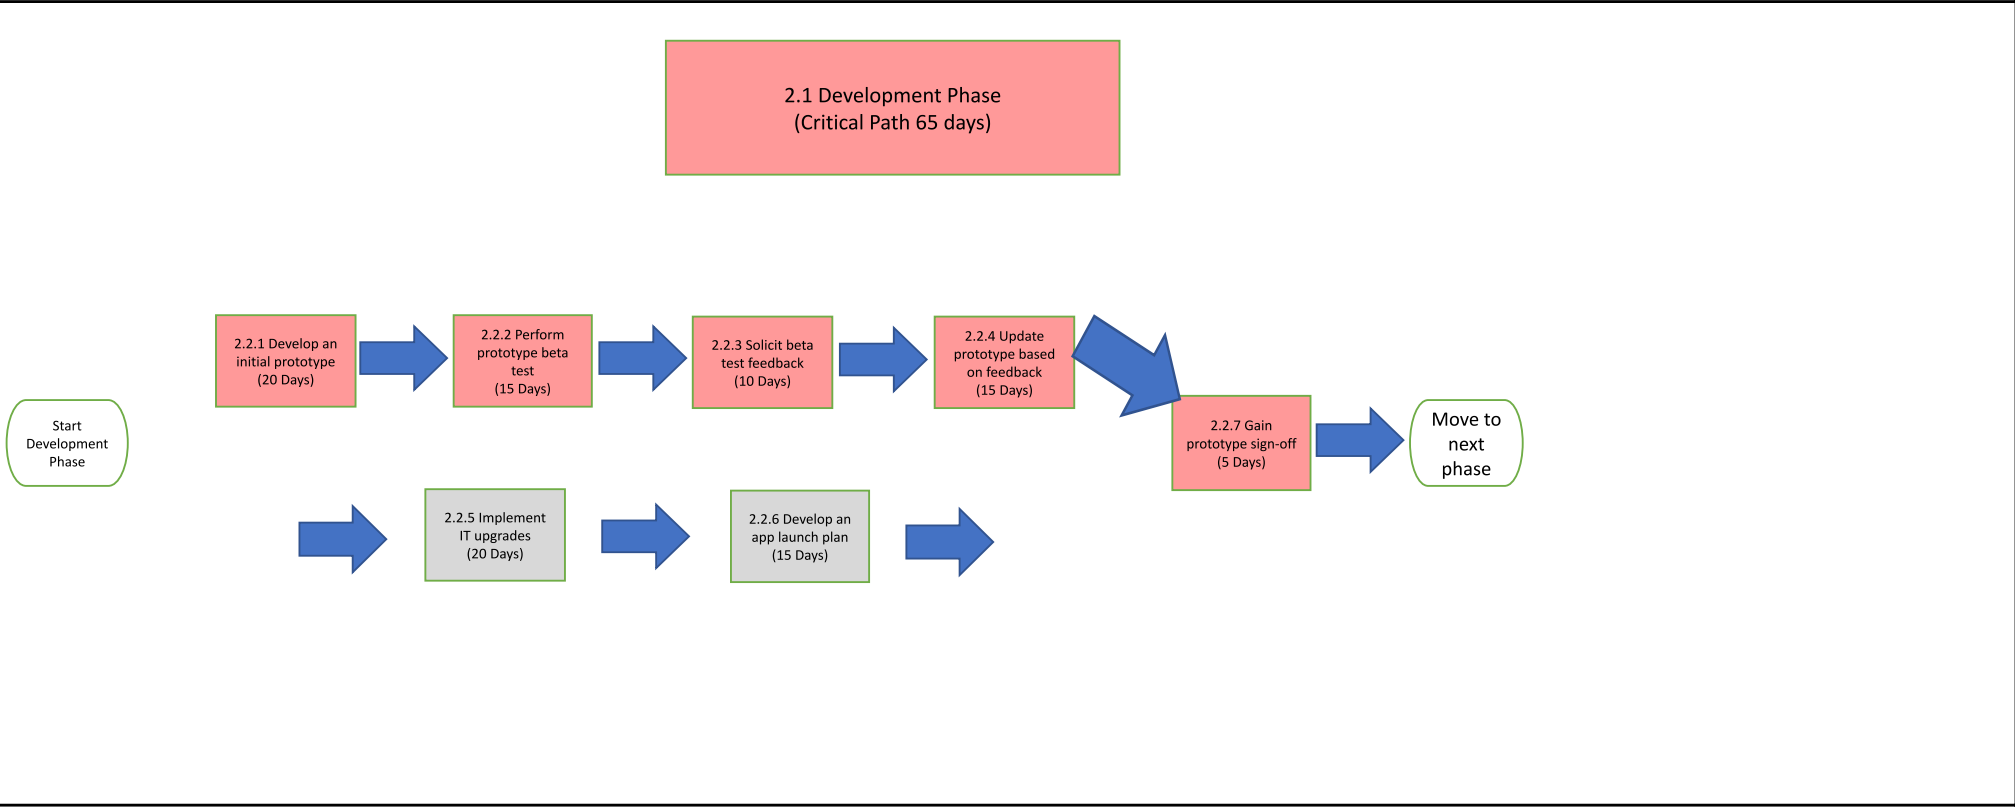 2.1 Development Phase
(Critical Path 65 days)
2.2.1 Develop an
initial prototype
(20 Days)
2.2.2 Perform
prototype beta
test
(15 Days)
2.2.3 Solicit beta
test feedback
(10 Days)
2.2.4 Update
prototype based
on feedback
(15 Days)
Start
Development
Phase
2.2.7 Gain
prototype sign-off
(5 Days)
Move to
next
phase
2.2.5 Implement
IT upgrades
(20 Days)
2.2.6 Develop an
app launch plan
(15 Days)